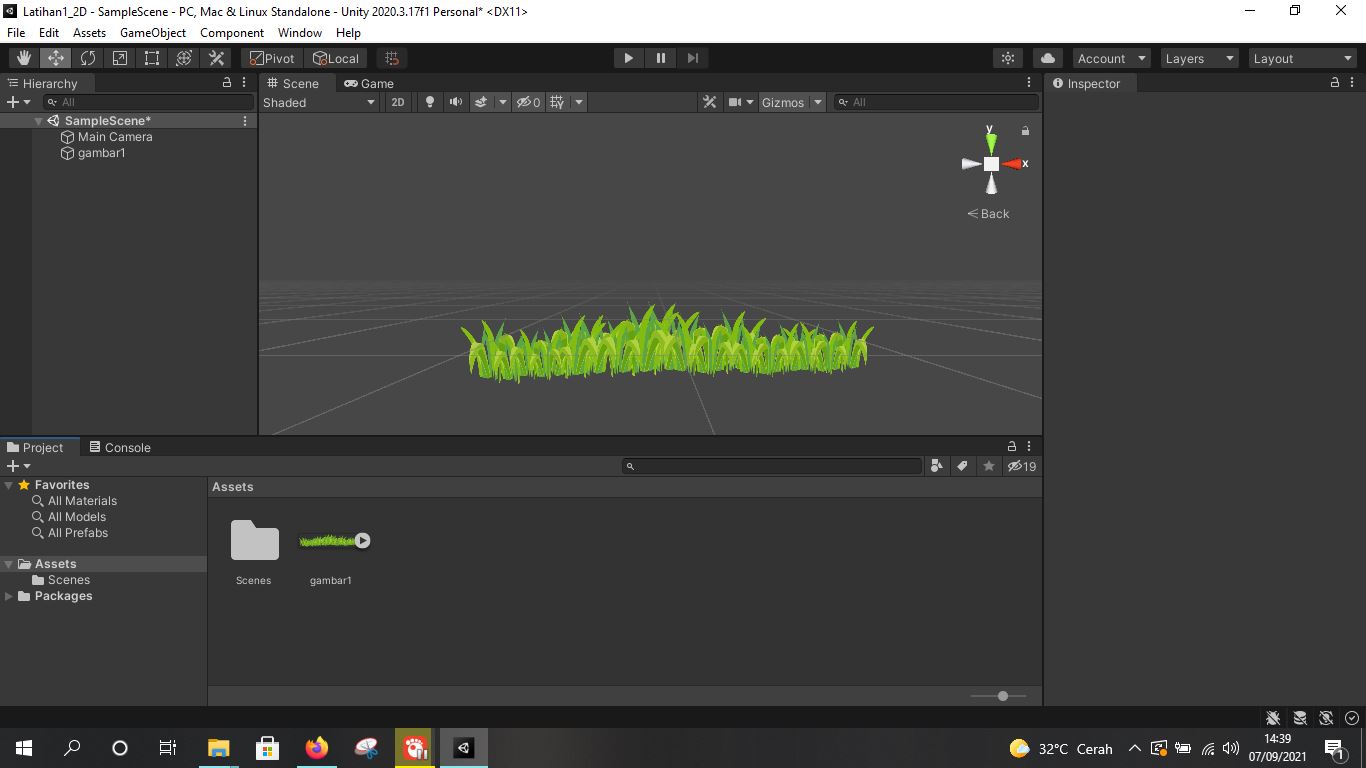 Latihan1_2D - SampleScene - PC, Mac & Linux Standalone - Unity 2020.3.17f1 Personal* <DX11>
File Edit Assets GameObject Component Window Help
Pivot Local Account Layers Layout
Hierarchy
All
SampleScene*
Main Camera
gambar1
Scene Game
Shaded 2D 0 Gizmos All
y
x
Back
Inspector
Project Console
19
Favorites
All Materials
All Models
All Prefabs
Assets
Scenes
Packages
Assets
Scenes gambar1
32°C Cerah
14:39
07/09/2021
1